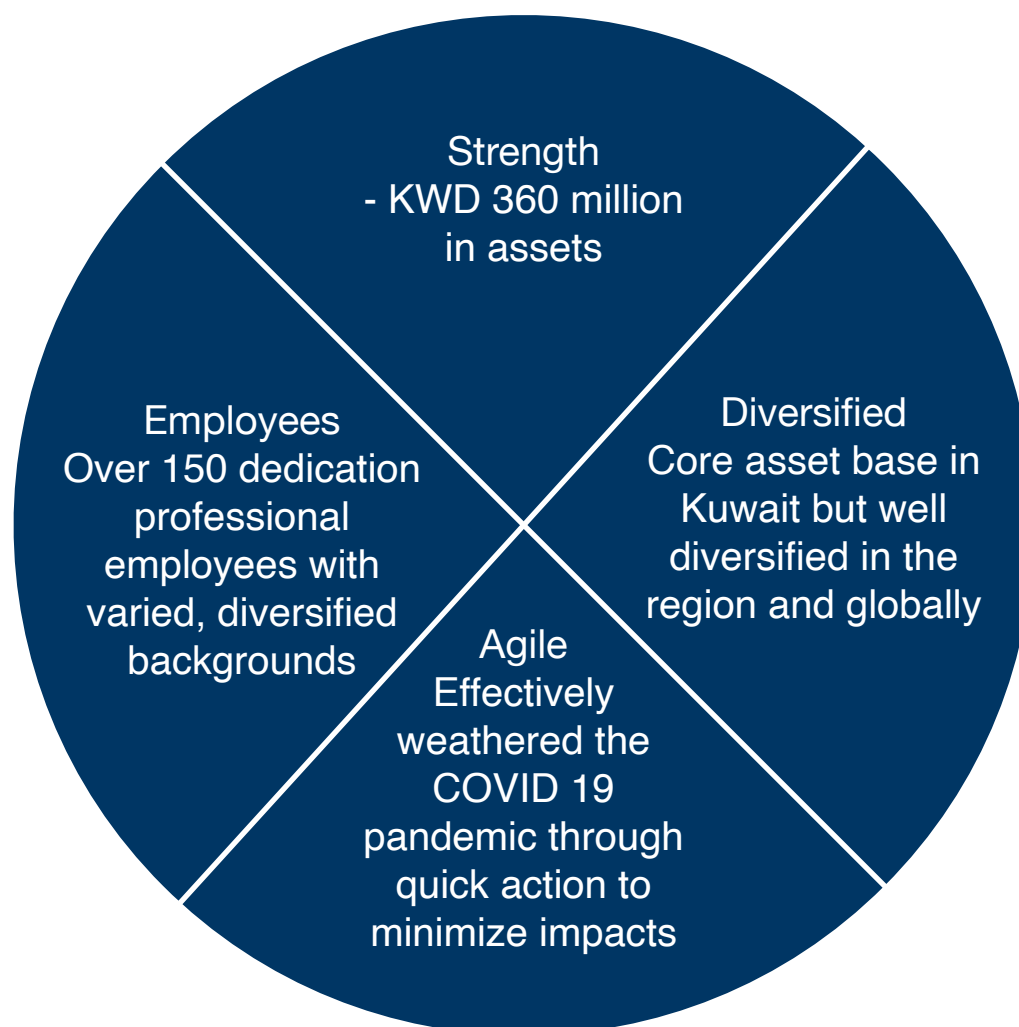 Strength
- KWD 360 million
in assets
Employees
Over 150 dedication
professional
employees with
varied, diversified
backgrounds
Diversified
Core asset base in
Kuwait but well
diversified in the
region and globally
Agile
Effectively
weathered the
COVID 19
pandemic through
quick action to
minimize impacts